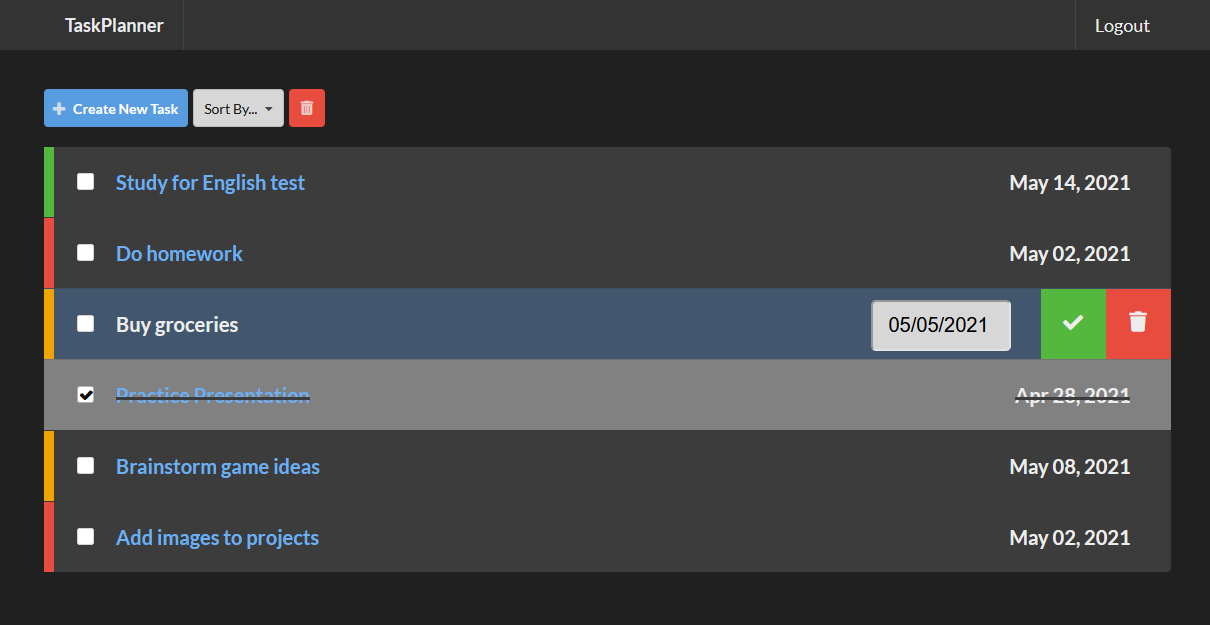 TaskPlanner
Logout
Create New Task
Sort By...
Study for English test
May 14, 2021
Do homework
May 02, 2021
Buy groceries
05/05/2021
Practice Presentation
Apr 28, 2021
Brainstorm game ideas
May 08, 2021
Add images to projects
May 02, 2021